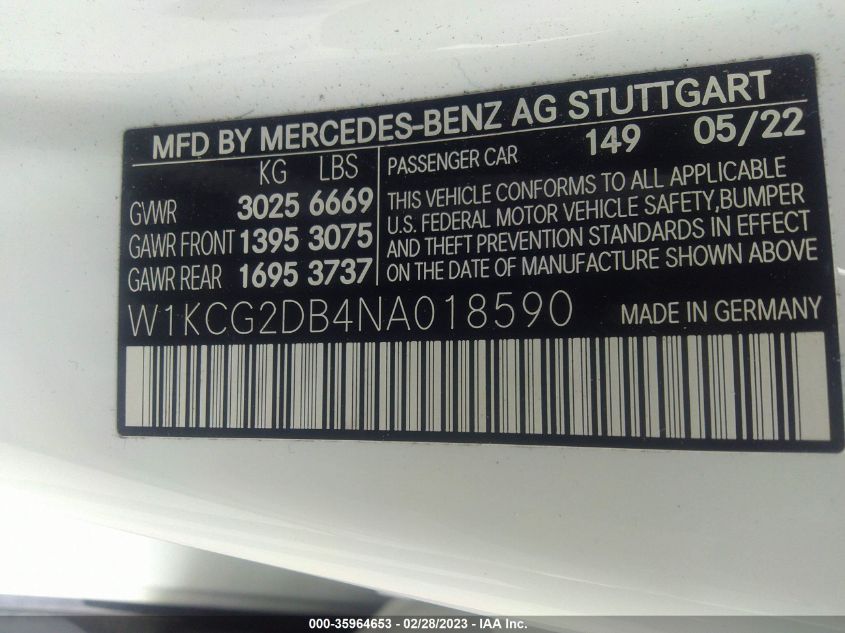 MFD BY MERCEDES-BENZ AG STUTTGART
KG LBS
GVWR 3025 6669
GAWR FRONT 1395 3075
GAWR REAR 1695 3737
PASSENGER CAR 149 05/22
THIS VEHICLE CONFORMS TO ALL APPLICABLE
U.S. FEDERAL MOTOR VEHICLE SAFETY, BUMPER
AND THEFT PREVENTION STANDARDS IN EFFECT
ON THE DATE OF MANUFACTURE SHOWN ABOVE
W1KCG2DB4NA018590 MADE IN GERMANY
000-35964653 - 02/28/2023 - IAA Inc.